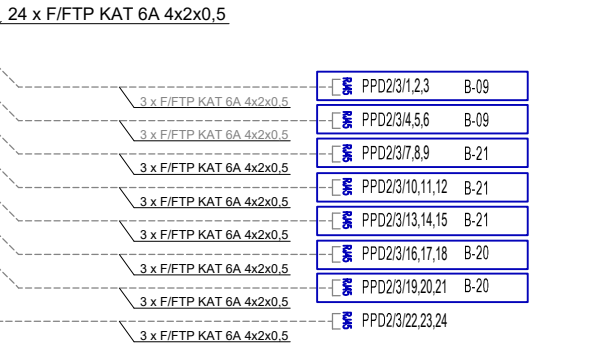 24 x F/FTP KAT 6A 4x2x0,5
RJ45 PPD2/3/1,2,3 B-09
3 x F/FTP KAT 6A 4x2x0,5
RJ45 PPD2/3/4,5,6 B-09
3 x F/FTP KAT 6A 4x2x0,5
RJ45 PPD2/3/7,8,9 B-21
3 x F/FTP KAT 6A 4x2x0,5
RJ45 PPD2/3/10,11,12 B-21
3 x F/FTP KAT 6A 4x2x0,5
RJ45 PPD2/3/13,14,15 B-21
3 x F/FTP KAT 6A 4x2x0,5
RJ45 PPD2/3/16,17,18 B-20
3 x F/FTP KAT 6A 4x2x0,5
RJ45 PPD2/3/19,20,21 B-20
3 x F/FTP KAT 6A 4x2x0,5
RJ45 PPD2/3/22,23,24
3 x F/FTP KAT 6A 4x2x0,5